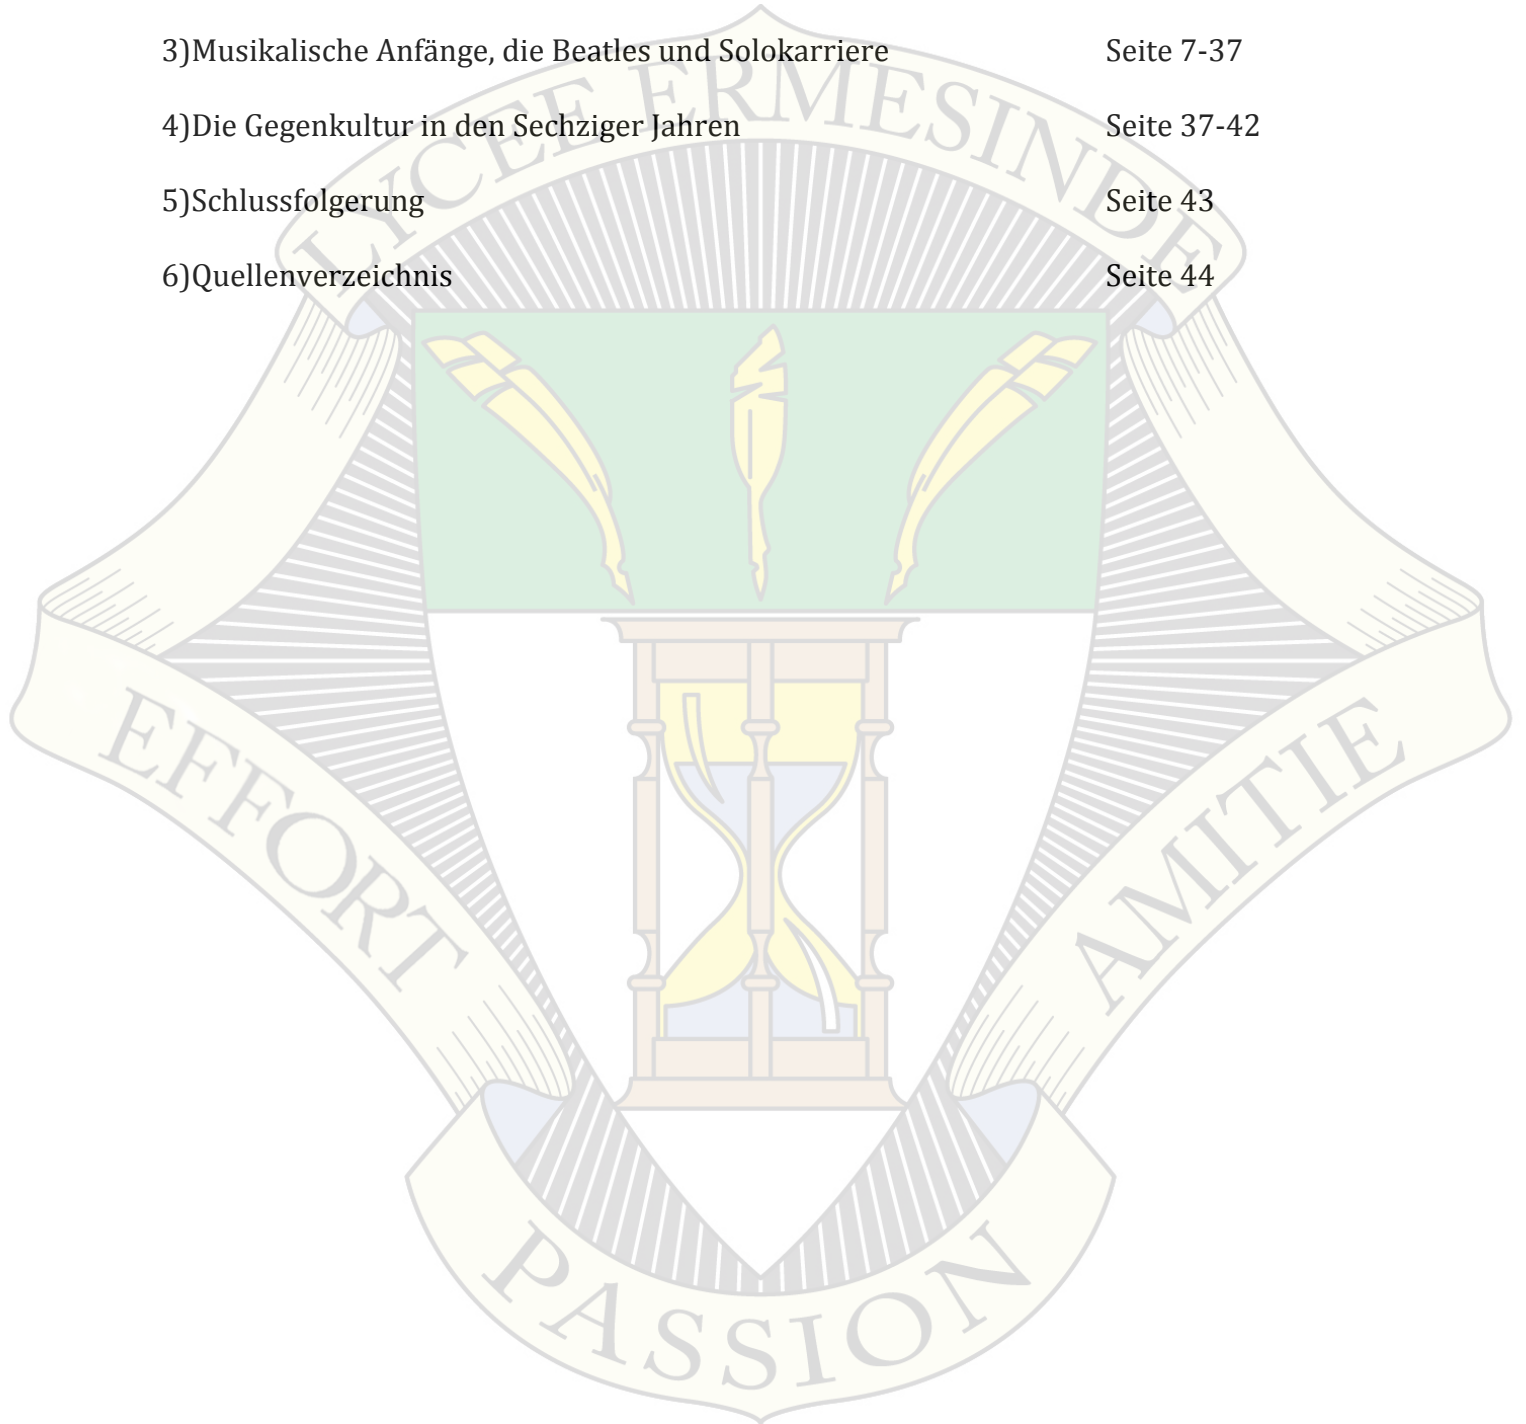 3)Musikalische Anfänge, die Beatles und Solokarriere Seite 7-37
4)Die Gegenkultur in den Sechziger Jahren Seite 37-42
5)Schlussfolgerung Seite 43
6)Quellenverzeichnis Seite 44
LYCEE ERMESINDE
EFFORT
AMITIE
PASSION